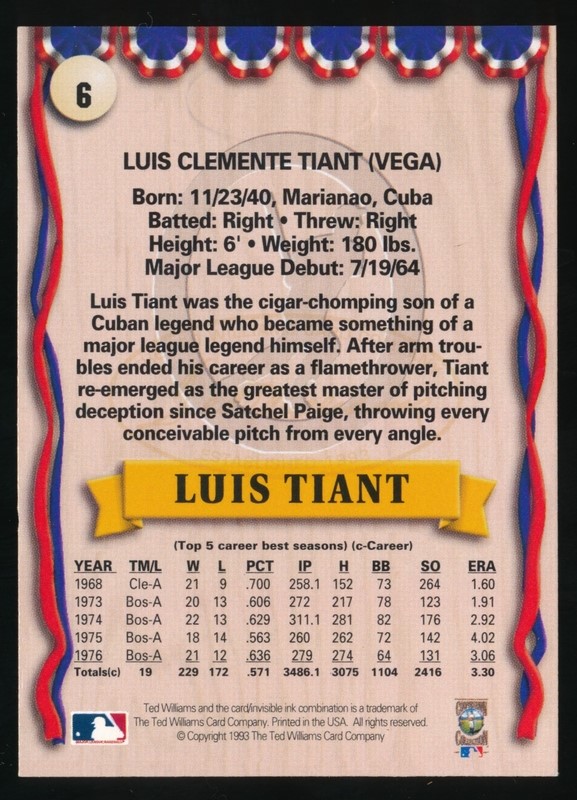 6
LUIS CLEMENTE TIANT (VEGA)
Born: 11/23/40, Marianao, Cuba
Batted: Right • Threw: Right
Height: 6' • Weight: 180 lbs.
Major League Debut: 7/19/64
Luis Tiant was the cigar-chomping son of a
Cuban legend who became something of a
major league legend himself. After arm trou-
bles ended his career as a flamethrower, Tiant
re-emerged as the greatest master of pitching
deception since Satchel Paige, throwing every
conceivable pitch from every angle.
LUIS TIANT
(Top 5 career best seasons) (c-Career)
YEAR TM/L W L PCT IP H BB SO ERA
1968 Cle-A 21 9 .700 258.1 152 73 264 1.60
1973 Bos-A 20 13 .606 272 217 78 123 1.91
1974 Bos-A 22 13 .629 311.1 281 82 176 2.92
1975 Bos-A 18 14 .563 260 262 72 142 4.02
1976 Bos-A 21 12 .636 279 274 64 131 3.06
Totals(c) 19 229 172 .571 3486.1 3075 1104 2416 3.30
Ted Williams and the card/invisible ink combination is a trademark of
The Ted Williams Card Company. Printed in the USA. All rights reserved.
© Copyright 1993 The Ted Williams Card Company
COOPERSTOWN
COLLECTION